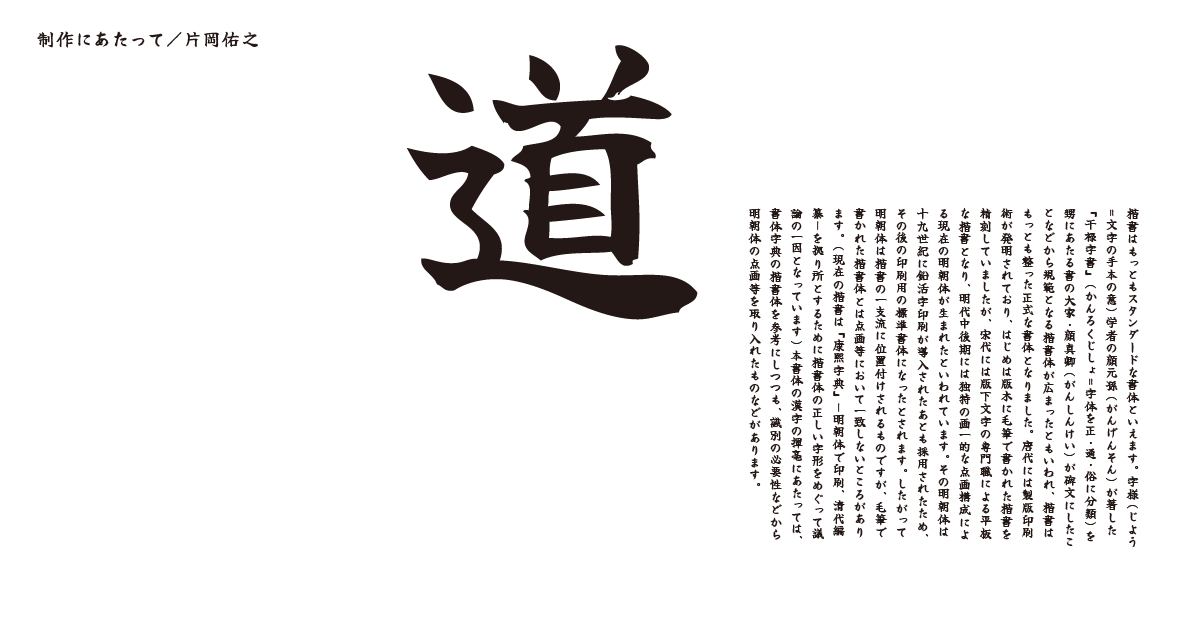 制作にあたって／片岡佑之
道
楷書はもっともスタンダードな書体といえます。字様（じよう
＝文字の手本の意）学者の顔元孫（がんげんそん）が著した
『干禄字書』（かんろくじしょ＝字体を正・通・俗に分類）を
甥にあたる書の大家・顔真卿（がんしんけい）が碑文にしたこ
となどから規範となる楷書体が広まったともいわれ、楷書は
もっとも整った正式な書体となりました。唐代には製版印刷
術が発明されており、はじめは版木に毛筆で書かれた楷書を
精刻していましたが、宋代には版下文字の専門職による平板
な楷書となり、明代中後期には独特の画一的な点画構成によ
る現在の明朝体が生まれたといわれています。その明朝体は
十九世紀に鉛活字印刷が導入されたあとも採用されたため、
その後の印刷用の標準書体になったとされます。したがって
明朝体は楷書の一支流に位置付けされるものですが、毛筆で
書かれた楷書体とは点画等において一致しないところがあり
ます。（現在の楷書は『康熙字典』―明朝体で印刷、清代編
纂―を拠り所とするために楷書体の正しい字形をめぐって議
論の一因となっています）本書体の漢字の揮毫にあたっては、
書体字典の楷書体を参考にしつつも、識別の必要性などから
明朝体の点画等を取り入れたものなどがあります。